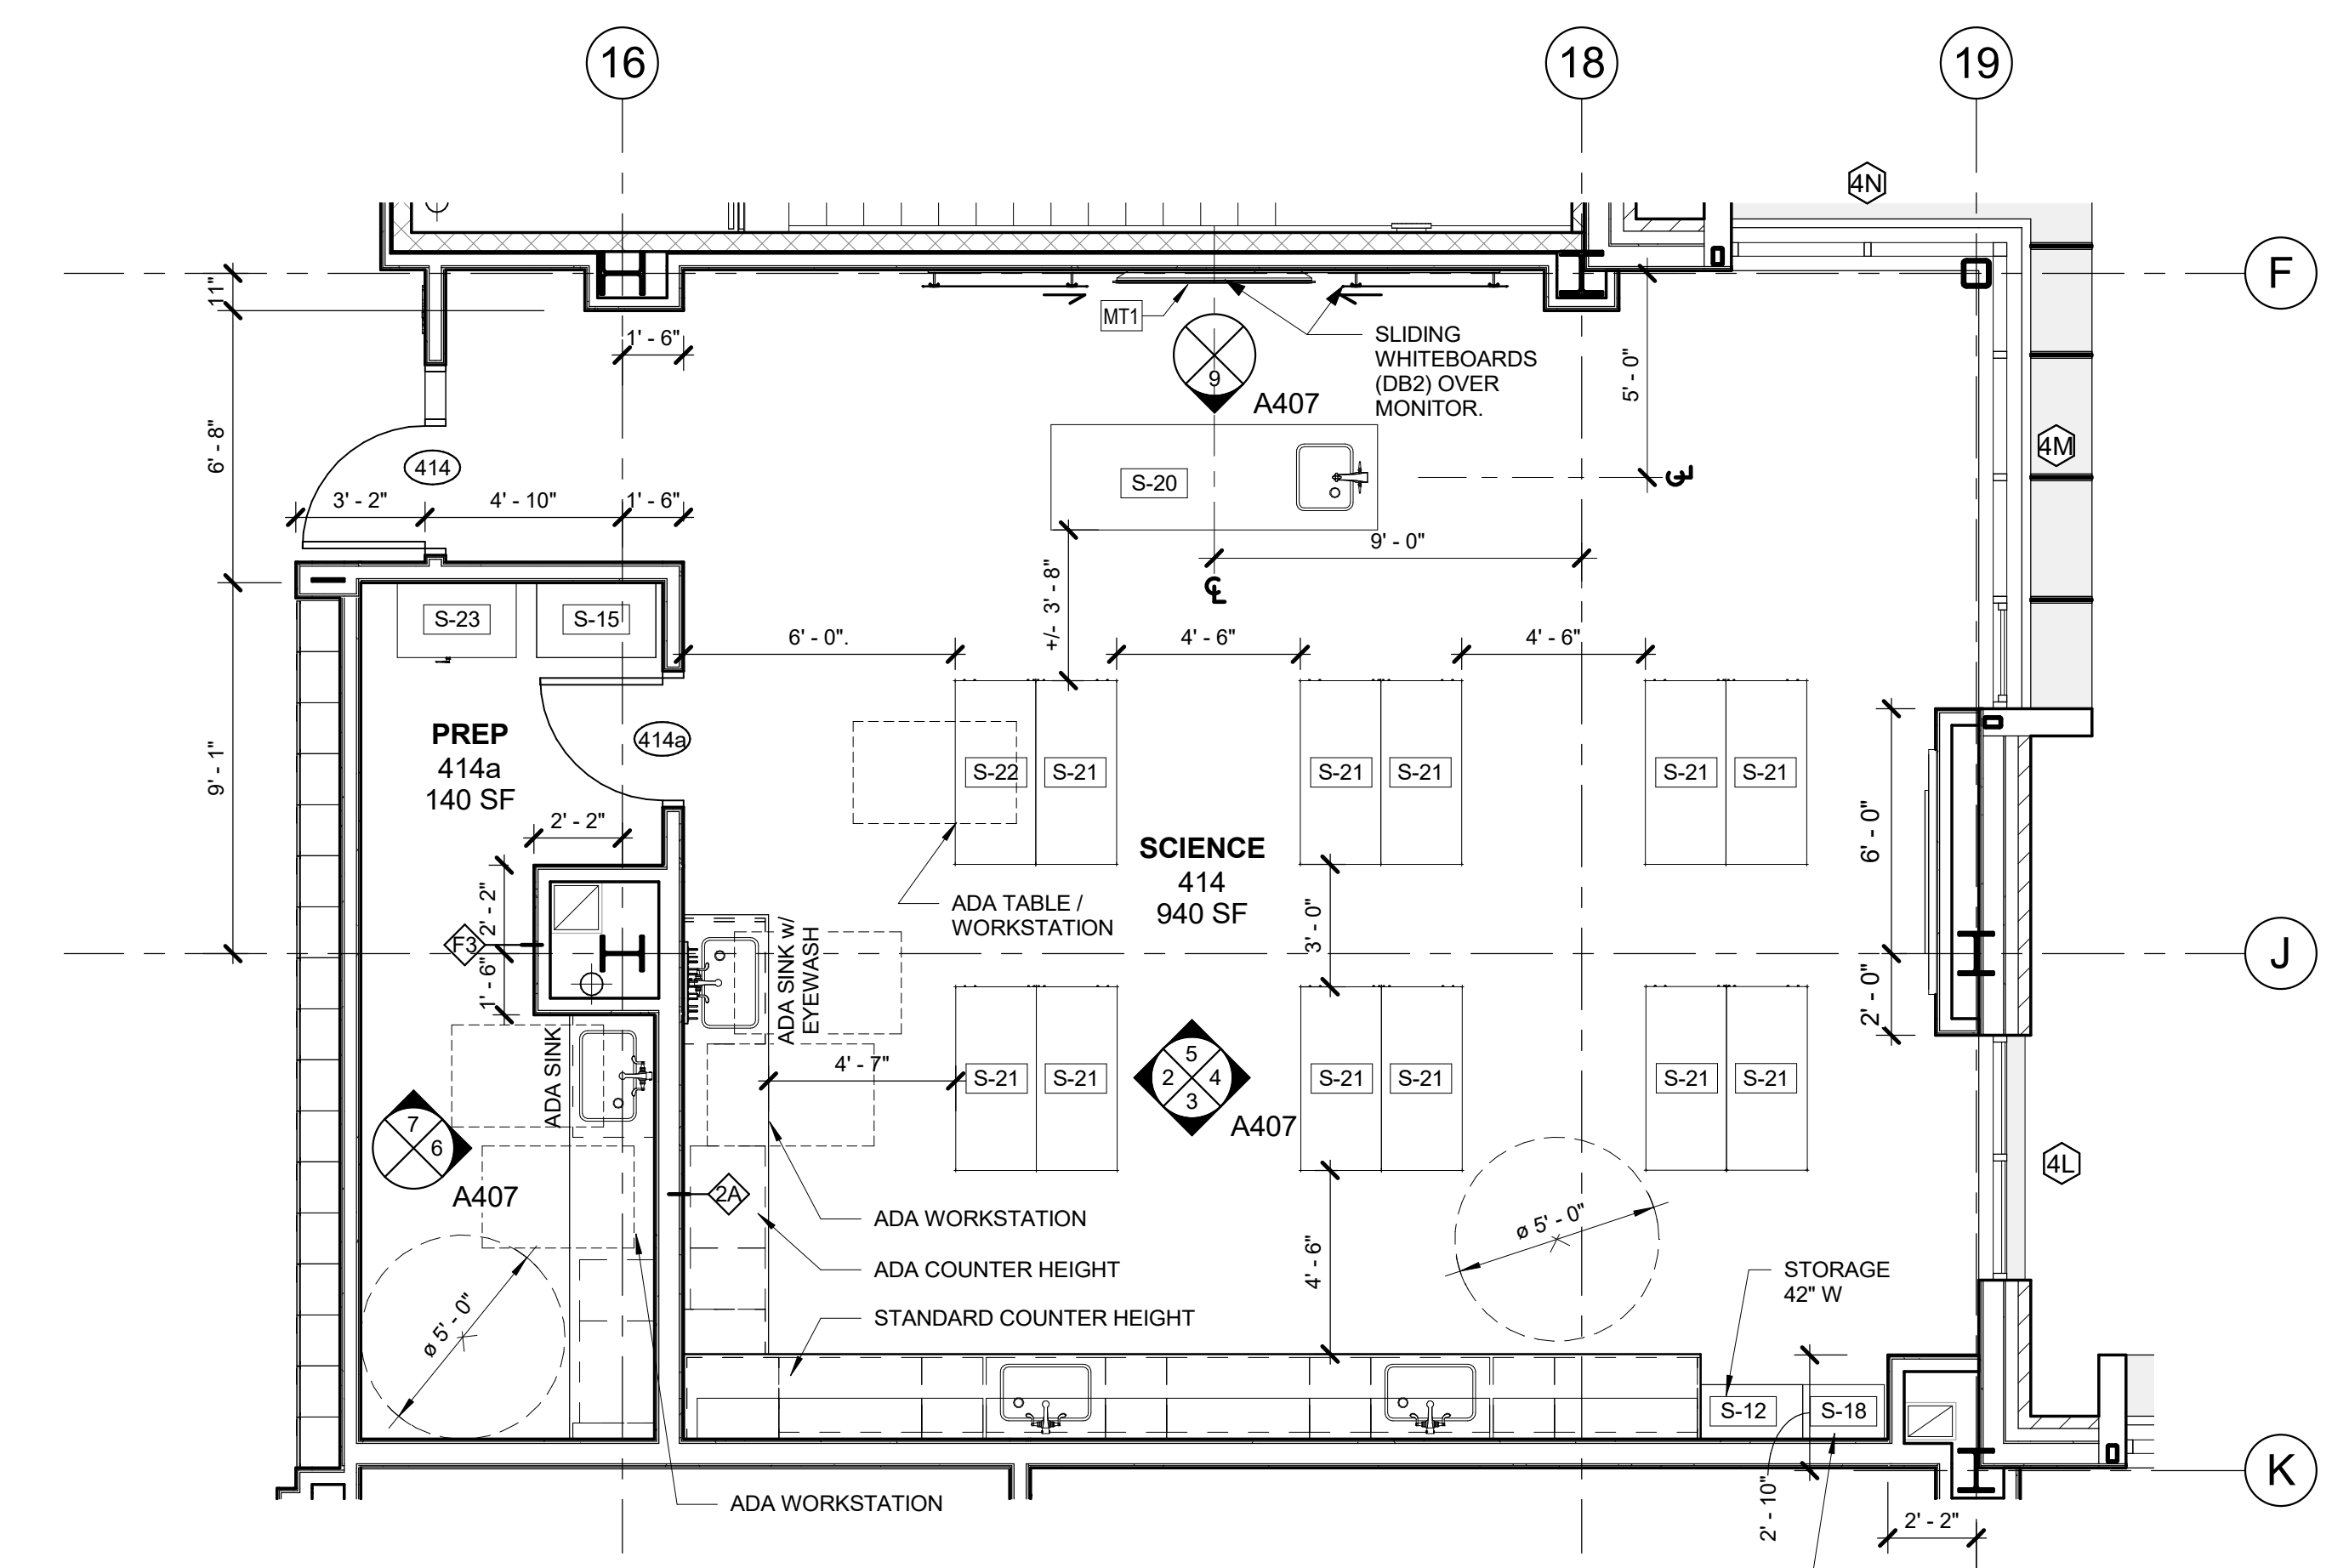 16
18
19
4N
F
11"
1' - 6"
MT1
SLIDING
WHITEBOARDS
(DB2) OVER
MONITOR.
9
A407
5' - 0"
4M
6' - 8"
414
S-20
℄
3' - 2"
4' - 10"
1' - 6"
9' - 0"
℄
+/- 3' - 8"
S-23
S-15
6' - 0".
4' - 6"
4' - 6"
9' - 1"
PREP
414a
140 SF
414a
S-22
S-21
S-21
S-21
S-21
S-21
2' - 2"
6' - 0"
SCIENCE
414
940 SF
ADA TABLE /
WORKSTATION
2' - 2"
F3
1' - 6"
ADA SINK w/
EYEWASH
3' - 0"
J
2' - 0"
ADA SINK
4' - 7"
S-21
S-21
5
2
4
3
A407
S-21
S-21
S-21
S-21
7
6
A407
2A
4L
ADA WORKSTATION
ø 5' - 0"
ADA COUNTER HEIGHT
4' - 6"
STORAGE
42" W
ø 5' - 0"
STANDARD COUNTER HEIGHT
S-12
S-18
K
ADA WORKSTATION
2' - 10"
2' - 2"